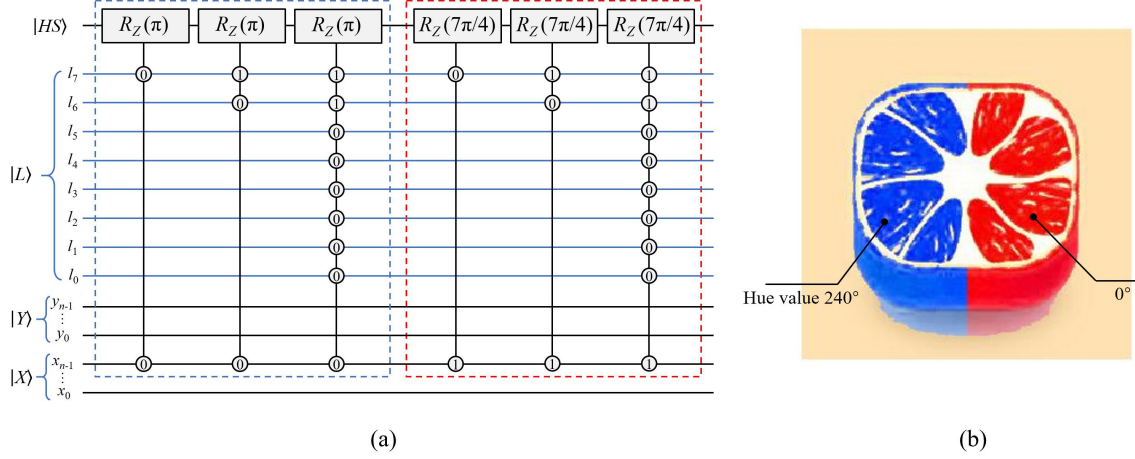 |HS⟩ R_Z(π) R_Z(π) R_Z(π) R_Z(7π/4) R_Z(7π/4) R_Z(7π/4)
l_7 0 1 1 0 1 1
l_6 0 1 0 1
l_5 0 0
l_4 0 0
|L⟩
l_3 0 0
l_2 0 0
l_1 0 0
l_0 0 0
y_{n-1}
|Y⟩ ⋮
y_0
x_{n-1} 0 0 0 1 1 1
|X⟩ ⋮
x_0
Hue value 240° 0°
(a) (b)